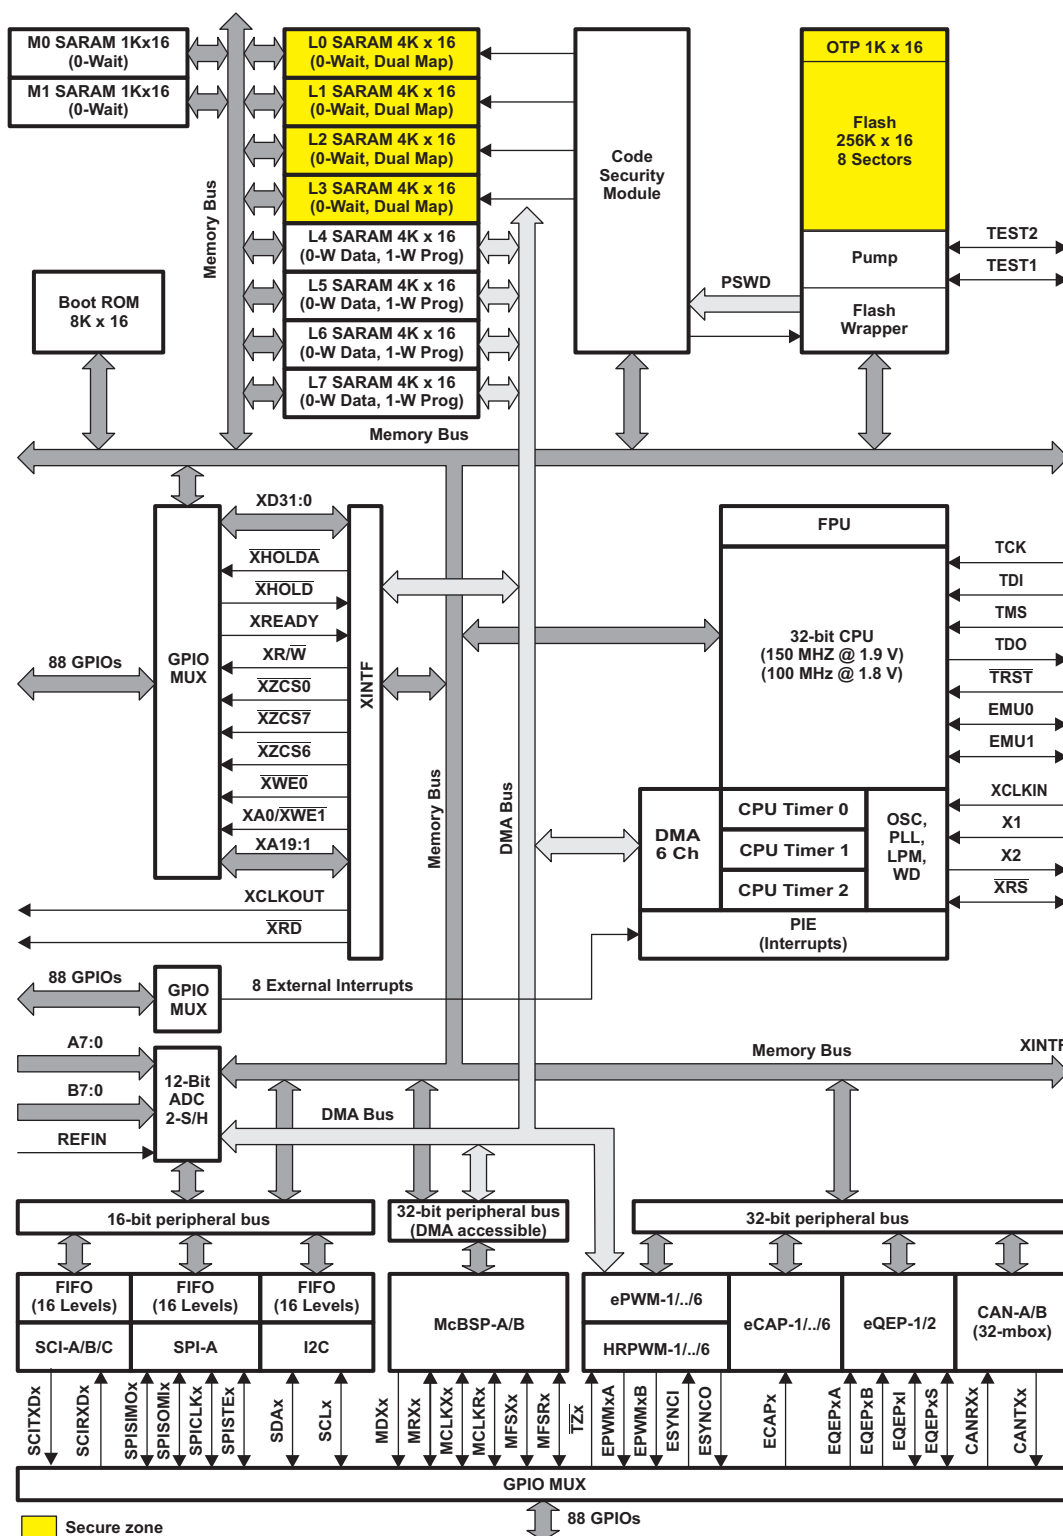 M0 SARAM 1Kx16
(0-Wait)
M1 SARAM 1Kx16
(0-Wait)
L0 SARAM 4K x 16
(0-Wait, Dual Map)
L1 SARAM 4K x 16
(0-Wait, Dual Map)
L2 SARAM 4K x 16
(0-Wait, Dual Map)
L3 SARAM 4K x 16
(0-Wait, Dual Map)
L4 SARAM 4K x 16
(0-W Data, 1-W Prog)
L5 SARAM 4K x 16
(0-W Data, 1-W Prog)
L6 SARAM 4K x 16
(0-W Data, 1-W Prog)
L7 SARAM 4K x 16
(0-W Data, 1-W Prog)
Memory Bus
Code
Security
Module
OTP 1K x 16
Flash
256K x 16
8 Sectors
Pump
Flash
Wrapper
TEST2
TEST1
PSWD
Boot ROM
8K x 16
Memory Bus
XD31:0
XHOLDA
XHOLD
XREADY
XR/W
XZCS0
XZCS7
XZCS6
XWE0
XA0/XWE1
XA19:1
XCLKOUT
XRD
88 GPIOs
GPIO
MUX
XINTF
Memory Bus
DMA Bus
FPU
32-bit CPU
(150 MHZ @ 1.9 V)
(100 MHz @ 1.8 V)
TCK
TDI
TMS
TDO
TRST
EMU0
EMU1
XCLKIN
X1
X2
XRS
DMA
6 Ch
CPU Timer 0
CPU Timer 1
CPU Timer 2
OSC,
PLL,
LPM,
WD
PIE
(Interrupts)
88 GPIOs
GPIO
MUX
8 External Interrupts
A7:0
B7:0
REFIN
12-Bit
ADC
2-S/H
Memory Bus
XINTF
DMA Bus
16-bit peripheral bus
32-bit peripheral bus
(DMA accessible)
32-bit peripheral bus
FIFO
(16 Levels)
SCI-A/B/C
FIFO
(16 Levels)
SPI-A
FIFO
(16 Levels)
I2C
McBSP-A/B
ePWM-1/../6
HRPWM-1/../6
eCAP-1/../6
eQEP-1/2
CAN-A/B
(32-mbox)
SCITXDx
SCIRXDx
SPISIMOx
SPISOMIx
SPICLKx
SPISTEx
SDAx
SCLx
MDXx
MRXx
MCLKXx
MCLKRx
MFSXx
MFSRx
TZx
EPWMxA
EPWMxB
ESYNCI
ESYNCO
ECAPx
EQEPxA
EQEPxB
EQEPxI
EQEPxS
CANRXx
CANTXx
GPIO MUX
88 GPIOs
Secure zone